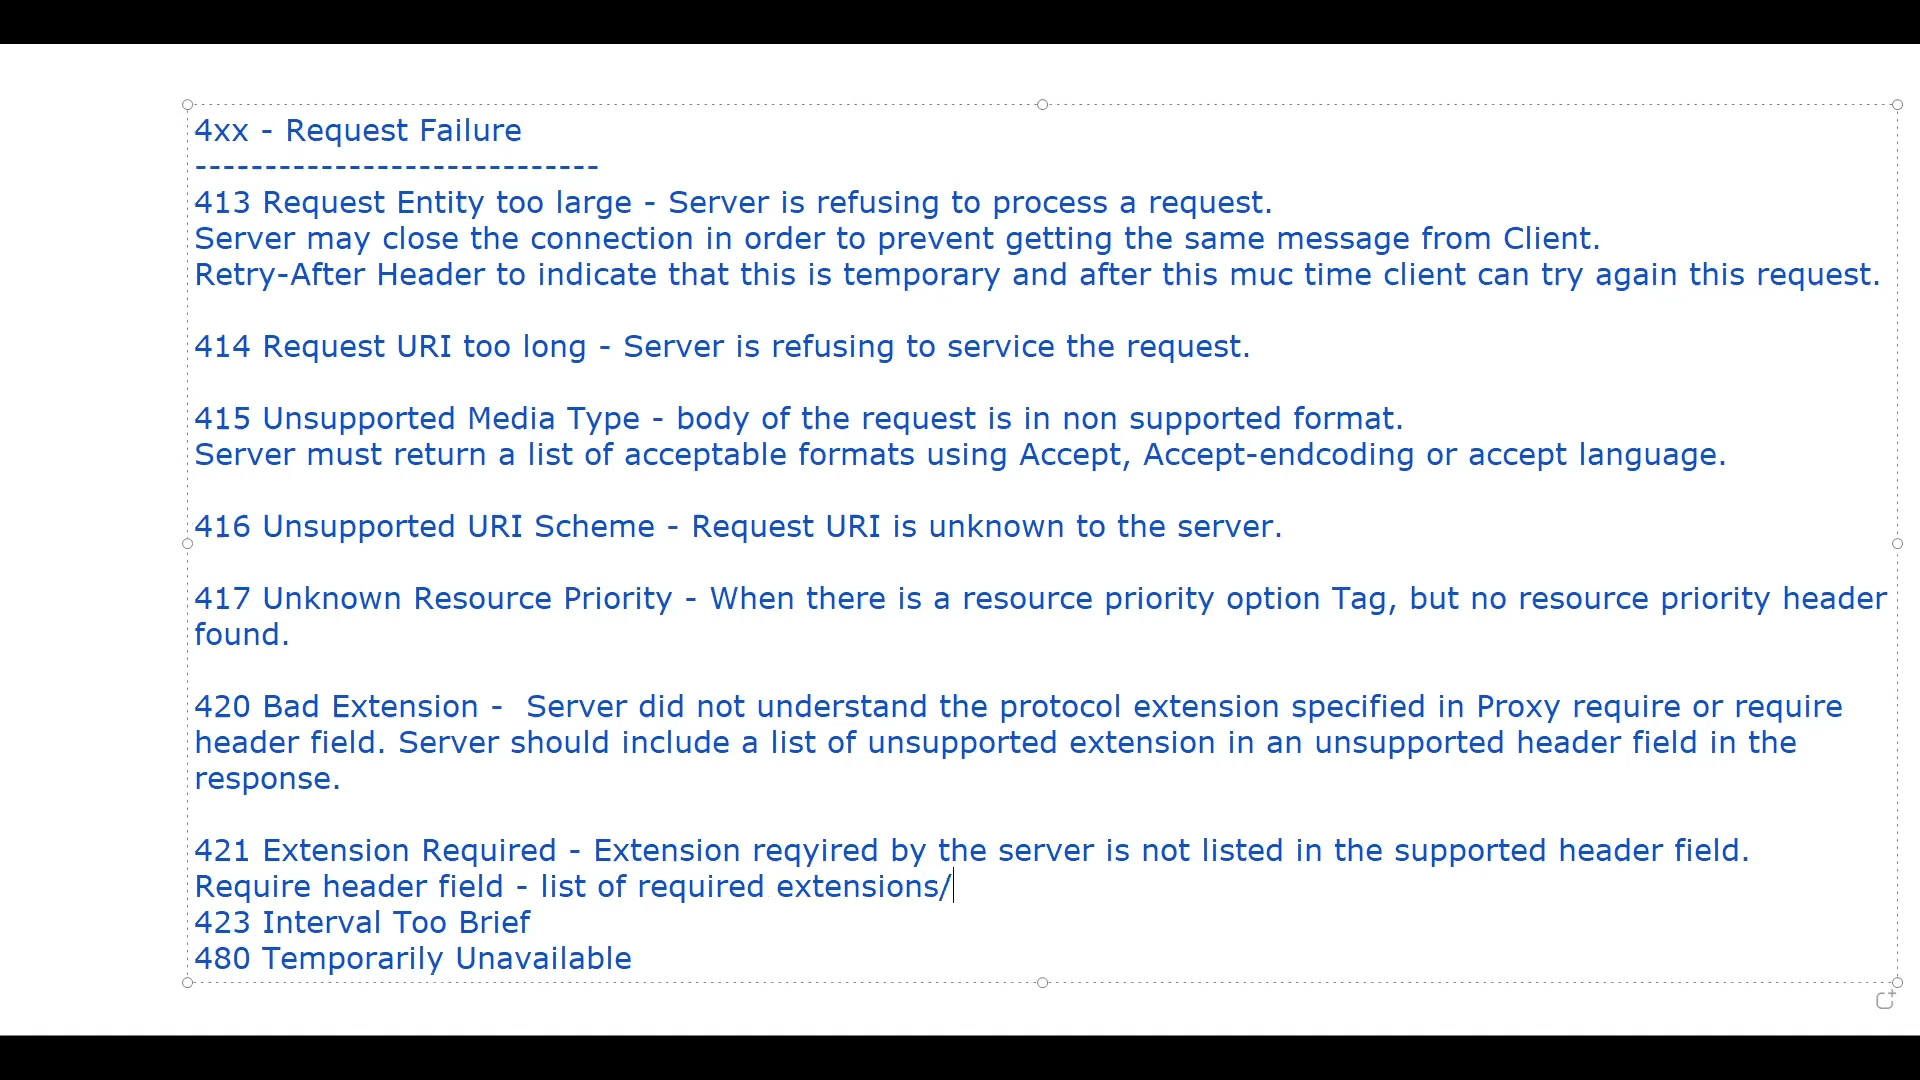 4xx - Request Failure
-----------------------------
413 Request Entity too large - Server is refusing to process a request.
Server may close the connection in order to prevent getting the same message from Client.
Retry-After Header to indicate that this is temporary and after this muc time client can try again this request.
414 Request URI too long - Server is refusing to service the request.
415 Unsupported Media Type - body of the request is in non supported format.
Server must return a list of acceptable formats using Accept, Accept-endcoding or accept language.
416 Unsupported URI Scheme - Request URI is unknown to the server.
417 Unknown Resource Priority - When there is a resource priority option Tag, but no resource priority header
found.
420 Bad Extension -  Server did not understand the protocol extension specified in Proxy require or require
header field. Server should include a list of unsupported extension in an unsupported header field in the
response.
421 Extension Required - Extension reqyired by the server is not listed in the supported header field.
Require header field - list of required extensions/
423 Interval Too Brief
480 Temporarily Unavailable